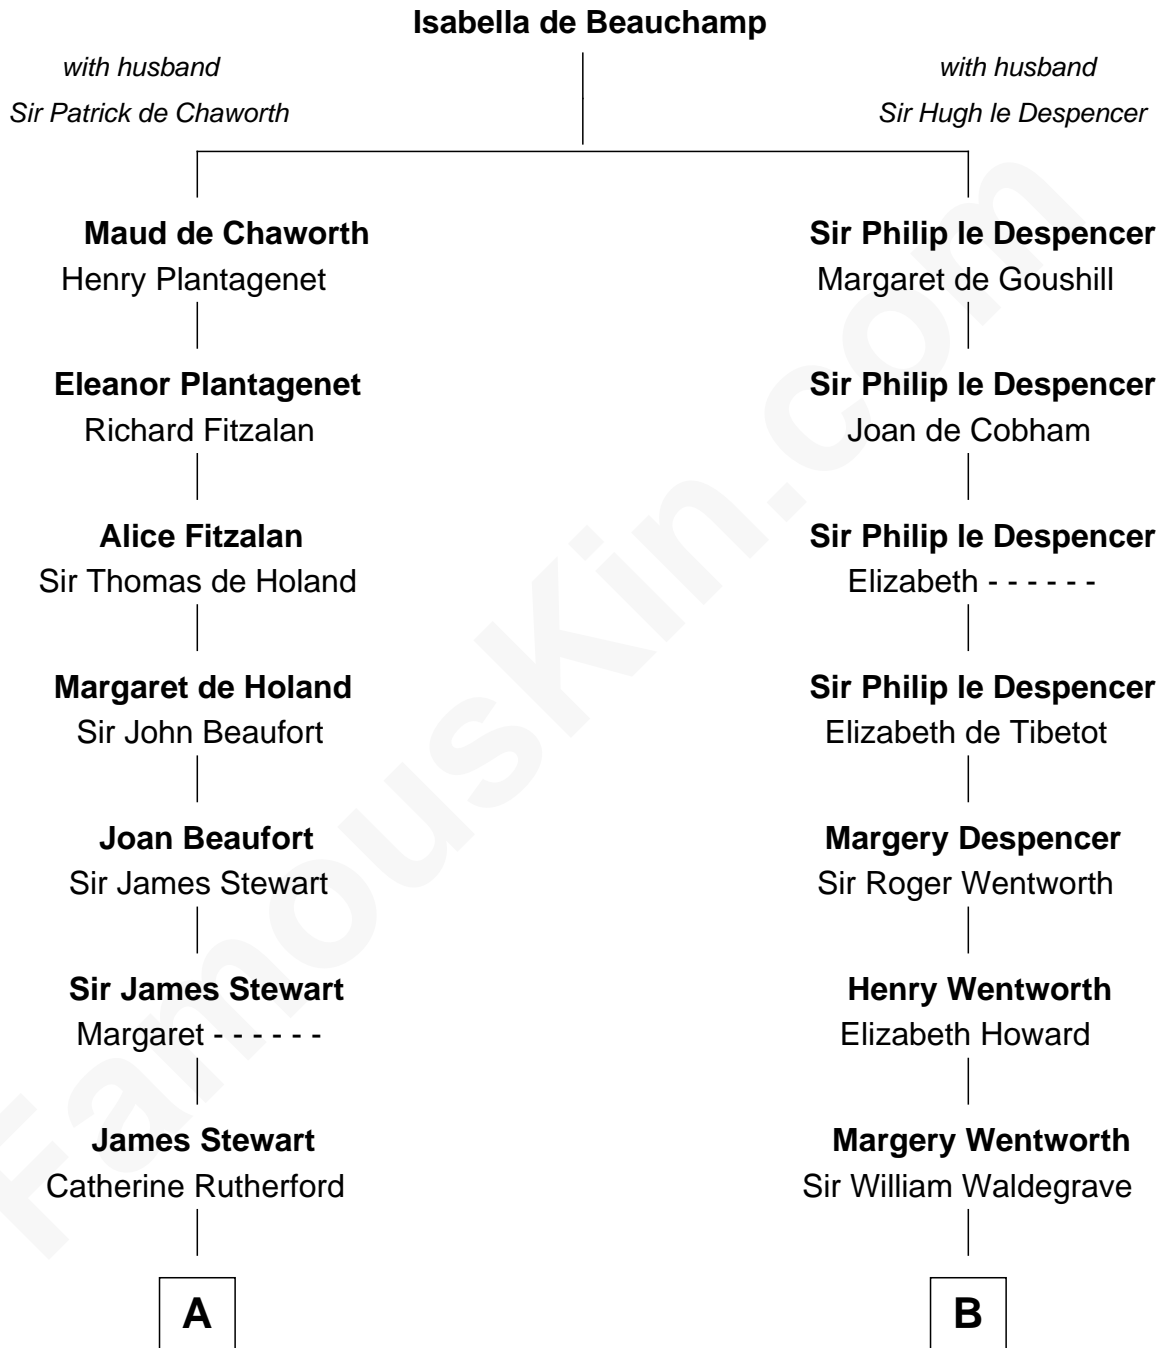 Isabella de Beauchamp
with husband
Sir Patrick de Chaworth
with husband
Sir Hugh le Despencer
Maud de Chaworth
Henry Plantagenet
Sir Philip le Despencer
Margaret de Goushill
Eleanor Plantagenet
Richard Fitzalan
Sir Philip le Despencer
Joan de Cobham
Alice Fitzalan
Sir Thomas de Holand
Sir Philip le Despencer
Elizabeth - - - - - -
Margaret de Holand
Sir John Beaufort
Sir Philip le Despencer
Elizabeth de Tibetot
Joan Beaufort
Sir James Stewart
Margery Despencer
Sir Roger Wentworth
Sir James Stewart
Margaret - - - - - -
Henry Wentworth
Elizabeth Howard
James Stewart
Catherine Rutherford
Margery Wentworth
Sir William Waldegrave
A
B
FamousKin.com